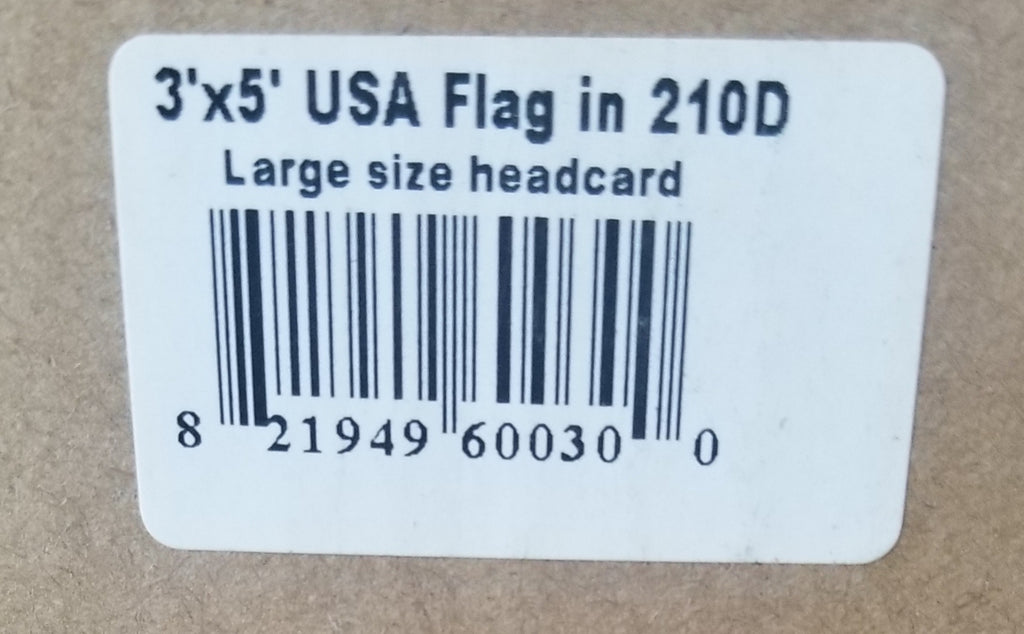 3'x5' USA Flag in 210D
Large size headcard
8 21949 60030 0